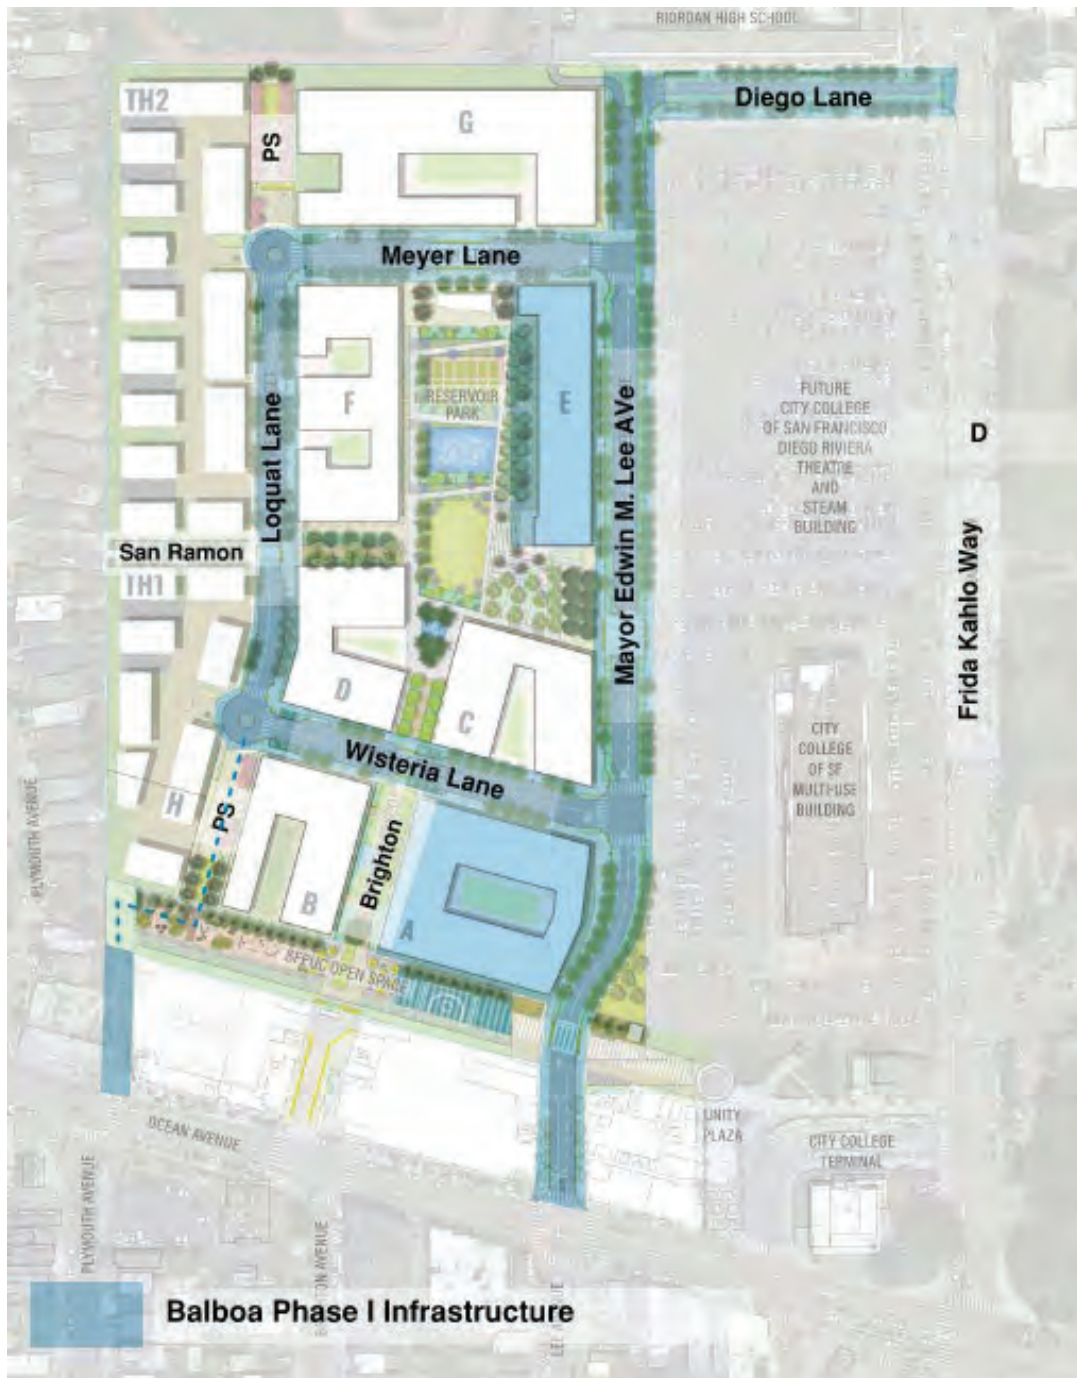 RIORDAN HIGH SCHOOL
TH2
PS
G
Diego Lane
Meyer Lane
Loquat Lane
F
RESERVOIR
PARK
E
Mayor Edwin M. Lee AVe
FUTURE
CITY COLLEGE
OF SAN FRANCISCO
DIEGO RIVERA
THEATRE
AND
STEAM
BUILDING
D
Frida Kahlo Way
San Ramon
TH1
D
C
Wisteria Lane
CITY
COLLEGE
OF SF
MULTI-USE
BUILDING
PLYMOUTH AVENUE
H
PS
B
Brighton
A
SFPUC OPEN SPACE
OCEAN AVENUE
UNITY
PLAZA
CITY COLLEGE
TERMINAL
PLYMOUTH AVENUE
AVENUE
Balboa Phase I Infrastructure